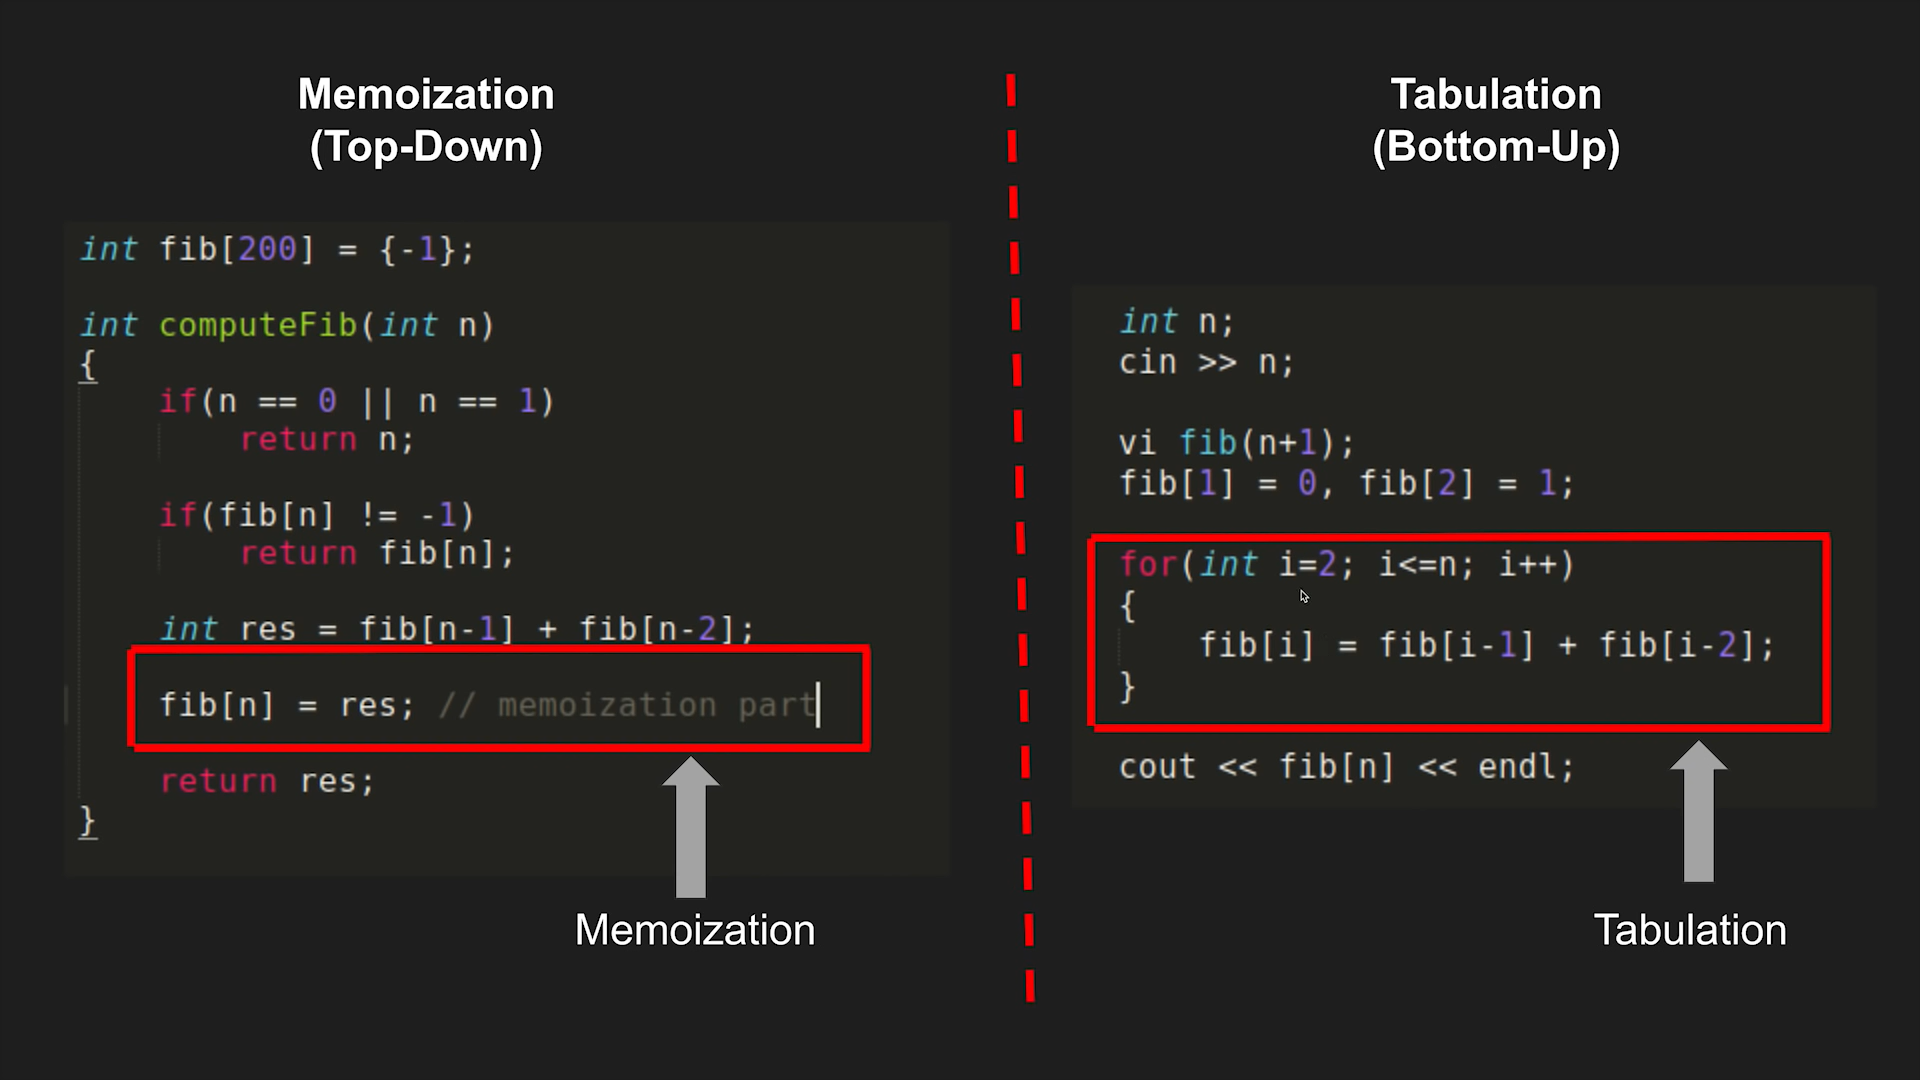 Memoization
(Top-Down)
int fib[200] = {-1};
int computeFib(int n)
{
if(n == 0 || n == 1)
return n;
if(fib[n] != -1)
return fib[n];
int res = fib[n-1] + fib[n-2];
fib[n] = res; // memoization part
return res;
}
Memoization
Tabulation
(Bottom-Up)
int n;
cin >> n;
vi fib(n+1);
fib[1] = 0, fib[2] = 1;
for(int i=2; i<=n; i++)
{
fib[i] = fib[i-1] + fib[i-2];
}
cout << fib[n] << endl;
Tabulation